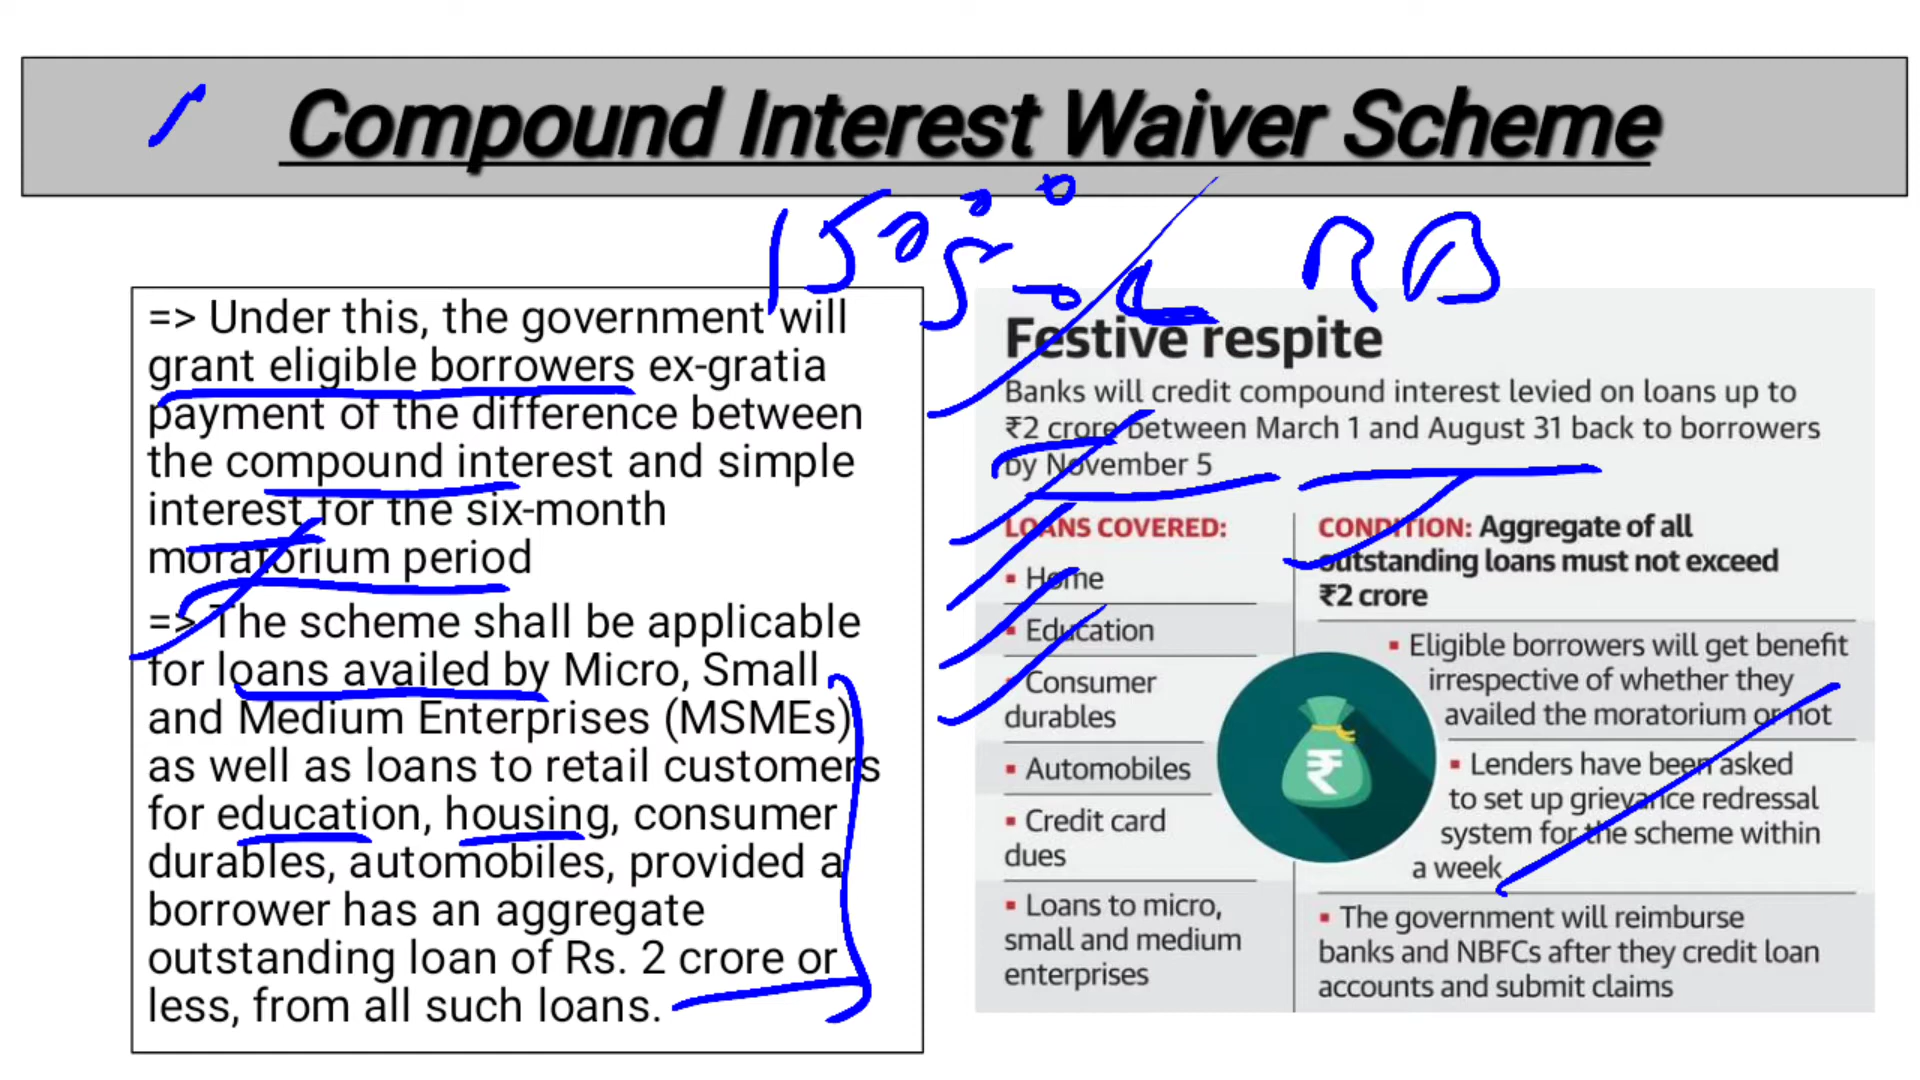 Compound Interest Waiver Scheme
=> Under this, the government will
grant eligible borrowers ex-gratia
payment of the difference between
the compound interest and simple
interest for the six-month
moratorium period
=> The scheme shall be applicable
for loans availed by Micro, Small
and Medium Enterprises (MSMEs)
as well as loans to retail customers
for education, housing, consumer
durables, automobiles, provided a
borrower has an aggregate
outstanding loan of Rs. 2 crore or
less, from all such loans.
Festive respite
Banks will credit compound interest levied on loans up to
₹2 crore between March 1 and August 31 back to borrowers
by November 5
LOANS COVERED:
▪ Home
▪ Education
▪ Consumer
durables
▪ Automobiles
▪ Credit card
dues
▪ Loans to micro,
small and medium
enterprises
CONDITION: Aggregate of all
outstanding loans must not exceed
₹2 crore
▪ Eligible borrowers will get benefit
irrespective of whether they
availed the moratorium or not
▪ Lenders have been asked
to set up grievance redressal
system for the scheme within
a week
₹
▪ The government will reimburse
banks and NBFCs after they credit loan
accounts and submit claims